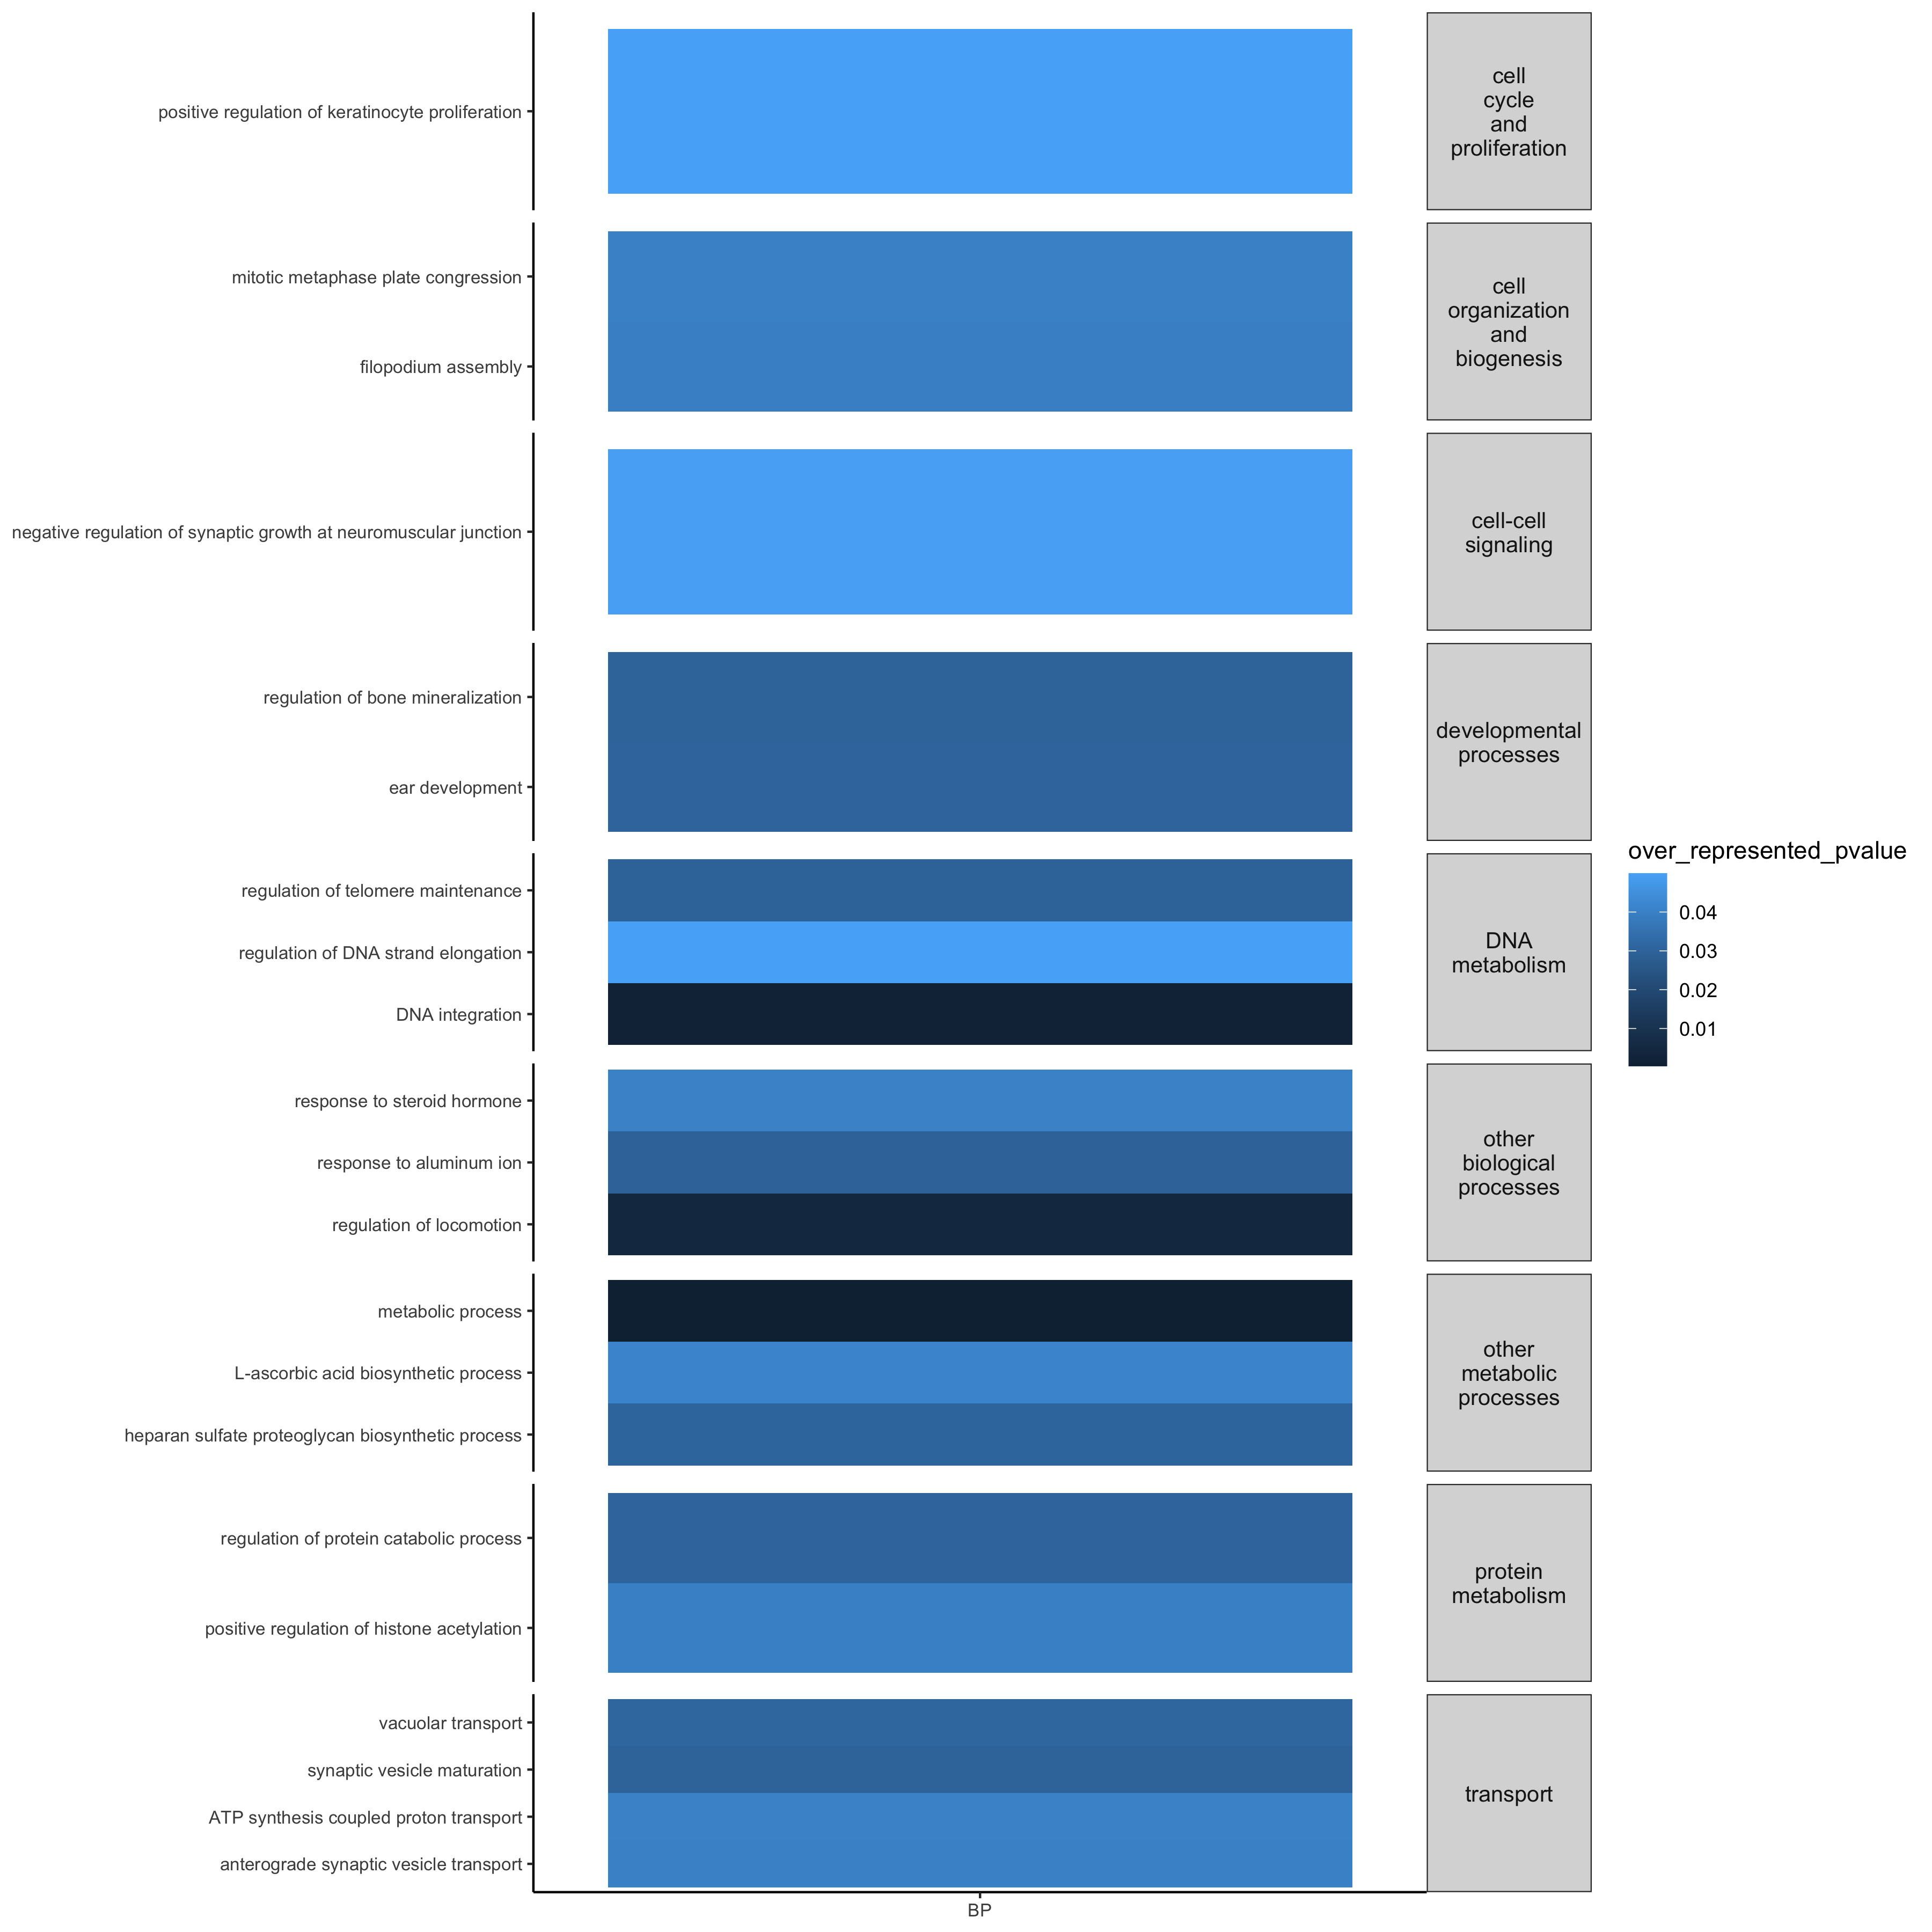 positive regulation of keratinocyte proliferation
cell
cycle
and
proliferation
mitotic metaphase plate congression
filopodium assembly
cell
organization
and
biogenesis
negative regulation of synaptic growth at neuromuscular junction
cell-cell
signaling
regulation of bone mineralization
ear development
developmental
processes
regulation of telomere maintenance
regulation of DNA strand elongation
DNA integration
DNA
metabolism
response to steroid hormone
response to aluminum ion
regulation of locomotion
other
biological
processes
metabolic process
L-ascorbic acid biosynthetic process
heparan sulfate proteoglycan biosynthetic process
other
metabolic
processes
regulation of protein catabolic process
positive regulation of histone acetylation
protein
metabolism
vacuolar transport
synaptic vesicle maturation
ATP synthesis coupled proton transport
anterograde synaptic vesicle transport
transport
BP
over_represented_pvalue
0.04
0.03
0.02
0.01